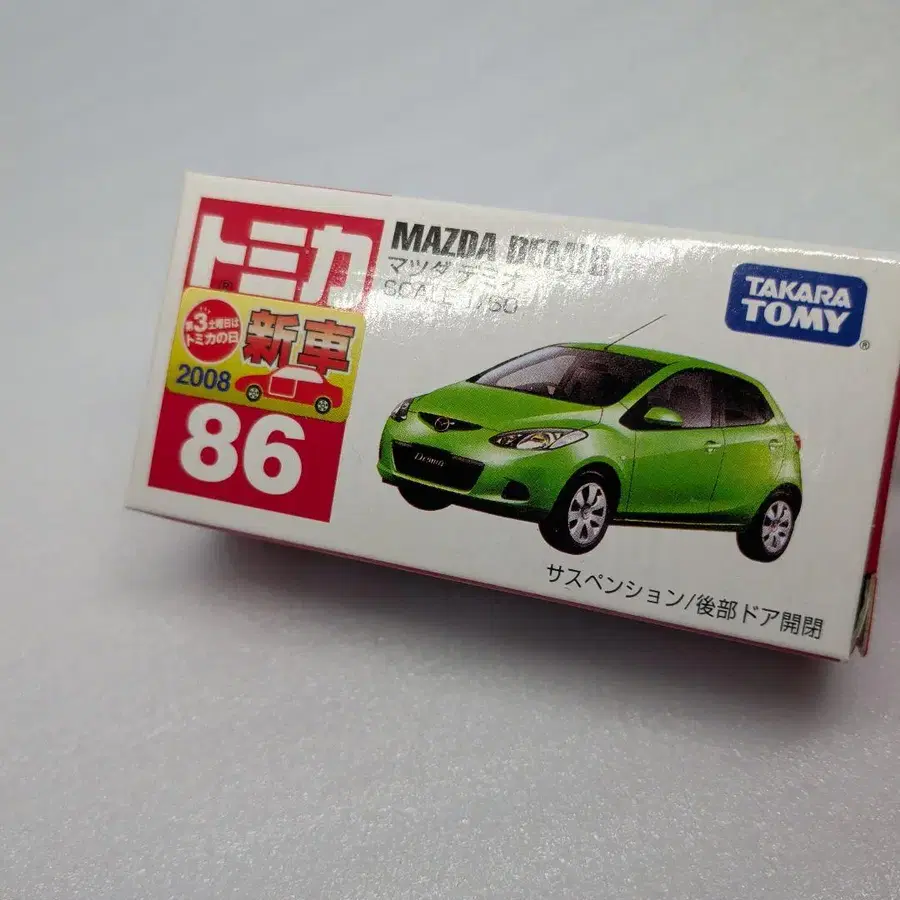 トミカ
®
第3土曜日は
トミカの日
新車
2008
86
MAZDA DEMIO
マツダ デミオ
SCALE 1/60
TAKARA
TOMY
®
Demio
サスペンション/後部ドア開閉